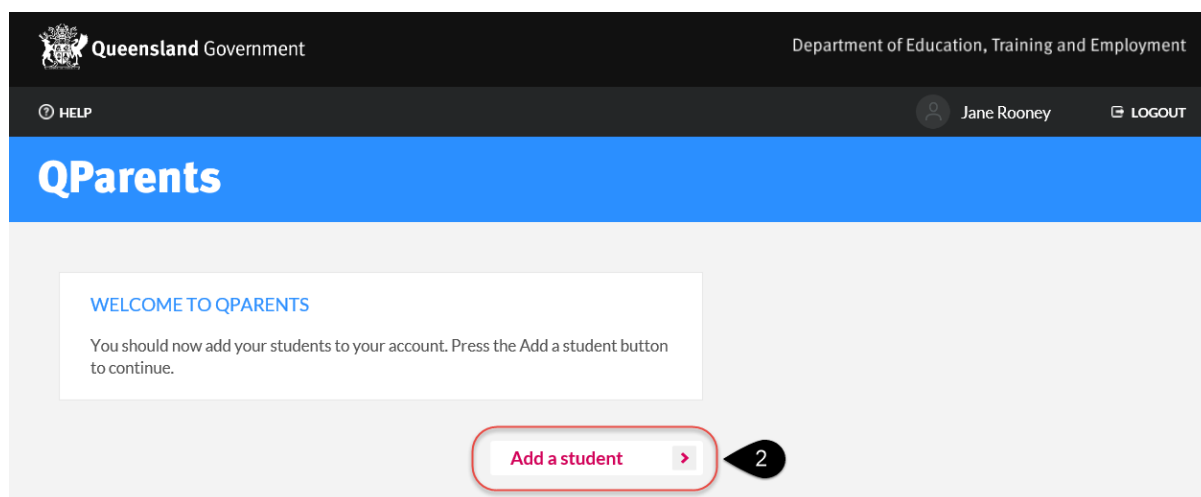 Queensland Government
Department of Education, Training and Employment
HELP
Jane Rooney
LOGOUT
QParents
WELCOME TO QPARENTS
You should now add your students to your account. Press the Add a student button
to continue.
Add a student
2